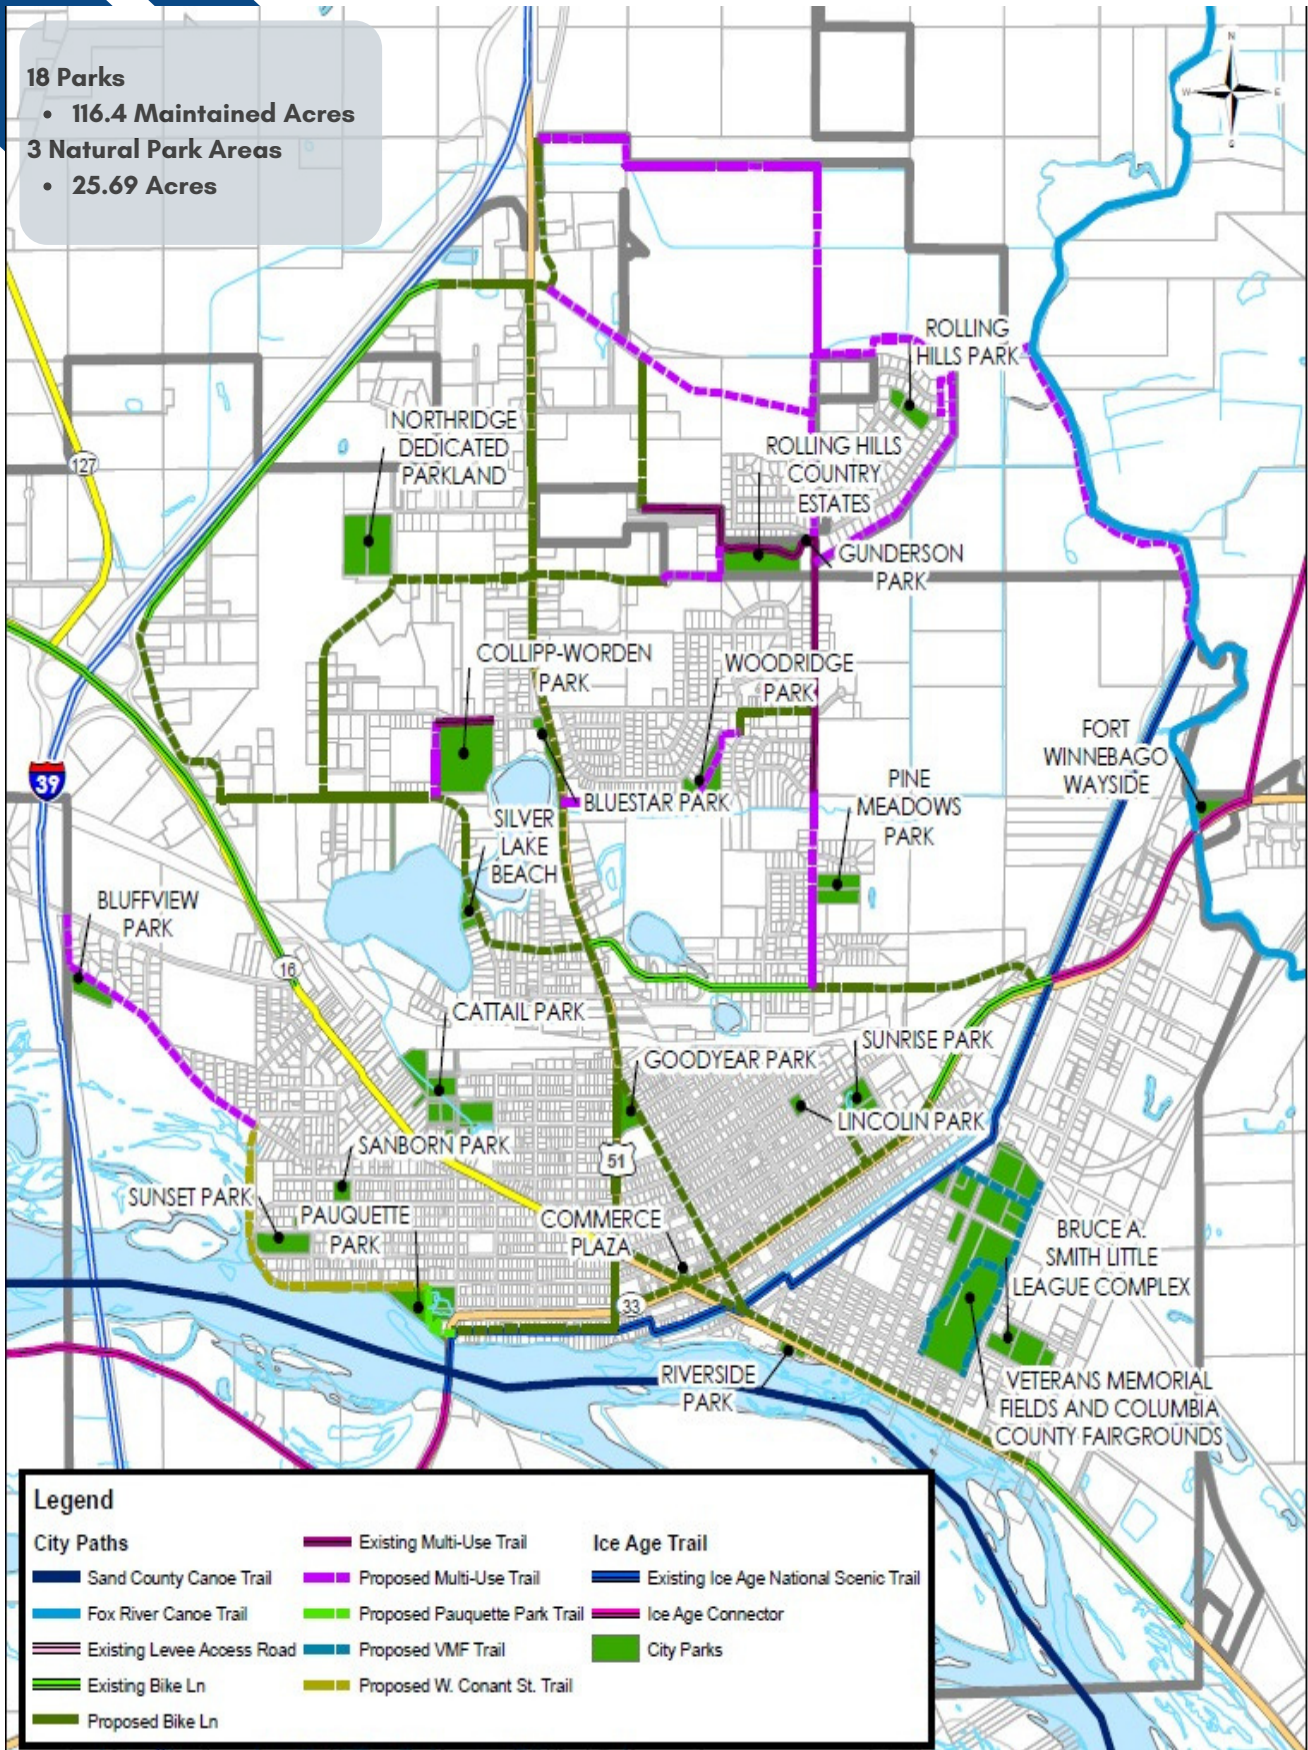 18 Parks
• 116.4 Maintained Acres
3 Natural Park Areas
• 25.69 Acres
N
W
E
S
ROLLING
HILLS PARK
NORTHRIDGE
DEDICATED
PARKLAND
127
ROLLING HILLS
COUNTRY
ESTATES
GUNDERSON
PARK
COLLIPP-WORDEN
PARK
WOODRIDGE
PARK
FORT
WINNEBAGO
WAYSIDE
39
BLUESTAR PARK
PINE
MEADOWS
PARK
SILVER
LAKE
BEACH
BLUFFVIEW
PARK
16
CATTAIL PARK
SUNRISE PARK
GOODYEAR PARK
LINCOLIN PARK
SANBORN PARK
51
SUNSET PARK
PAUQUETTE
PARK
COMMERCE
PLAZA
BRUCE A.
SMITH LITTLE
LEAGUE COMPLEX
33
RIVERSIDE
PARK
VETERANS MEMORIAL
FIELDS AND COLUMBIA
COUNTY FAIRGROUNDS
Legend
City Paths
Sand County Canoe Trail
Fox River Canoe Trail
Existing Levee Access Road
Existing Bike Ln
Proposed Bike Ln
Existing Multi-Use Trail
Proposed Multi-Use Trail
Proposed Pauquette Park Trail
Proposed VMF Trail
Proposed W. Conant St. Trail
Ice Age Trail
Existing Ice Age National Scenic Trail
Ice Age Connector
City Parks